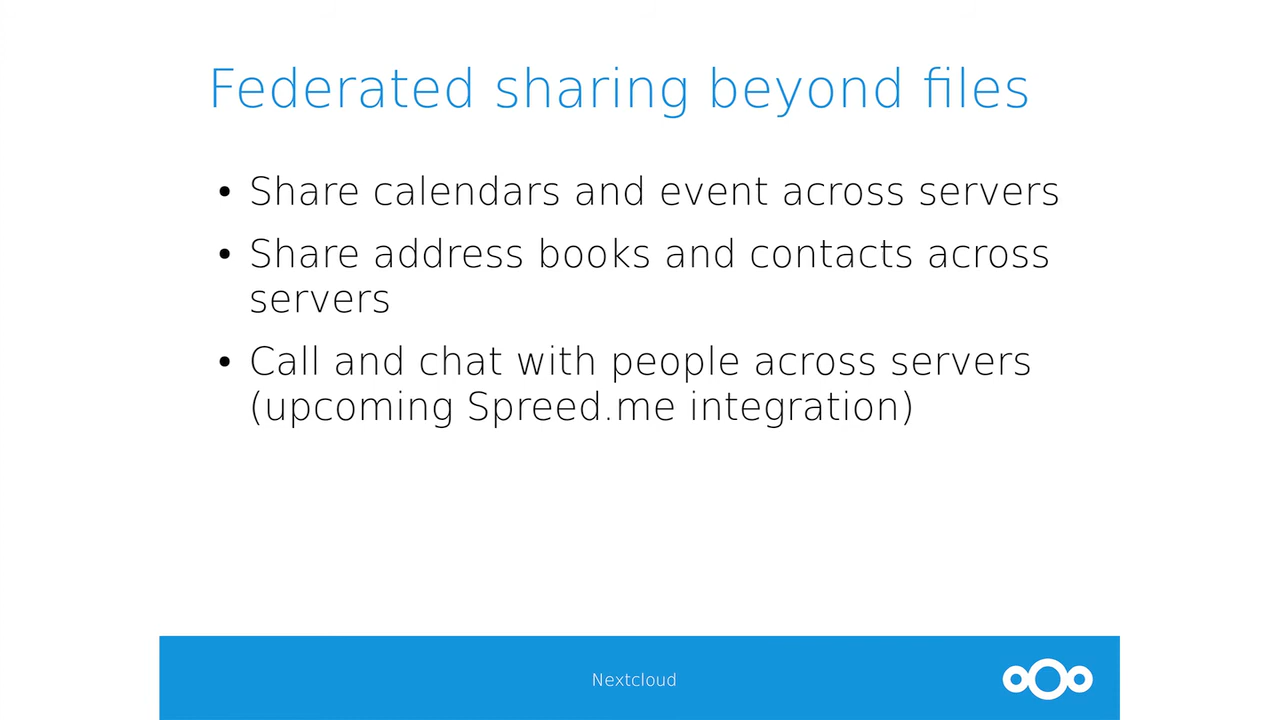 Federated sharing beyond files
• Share calendars and event across servers
• Share address books and contacts across
servers
• Call and chat with people across servers
(upcoming Spreed.me integration)
Nextcloud